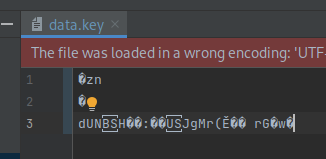 data.key
The file was loaded in a wrong encoding: 'UTF-
1 �zn
2 �
3 dUNBSH��:��USJgMr(Ě�� rG�w�